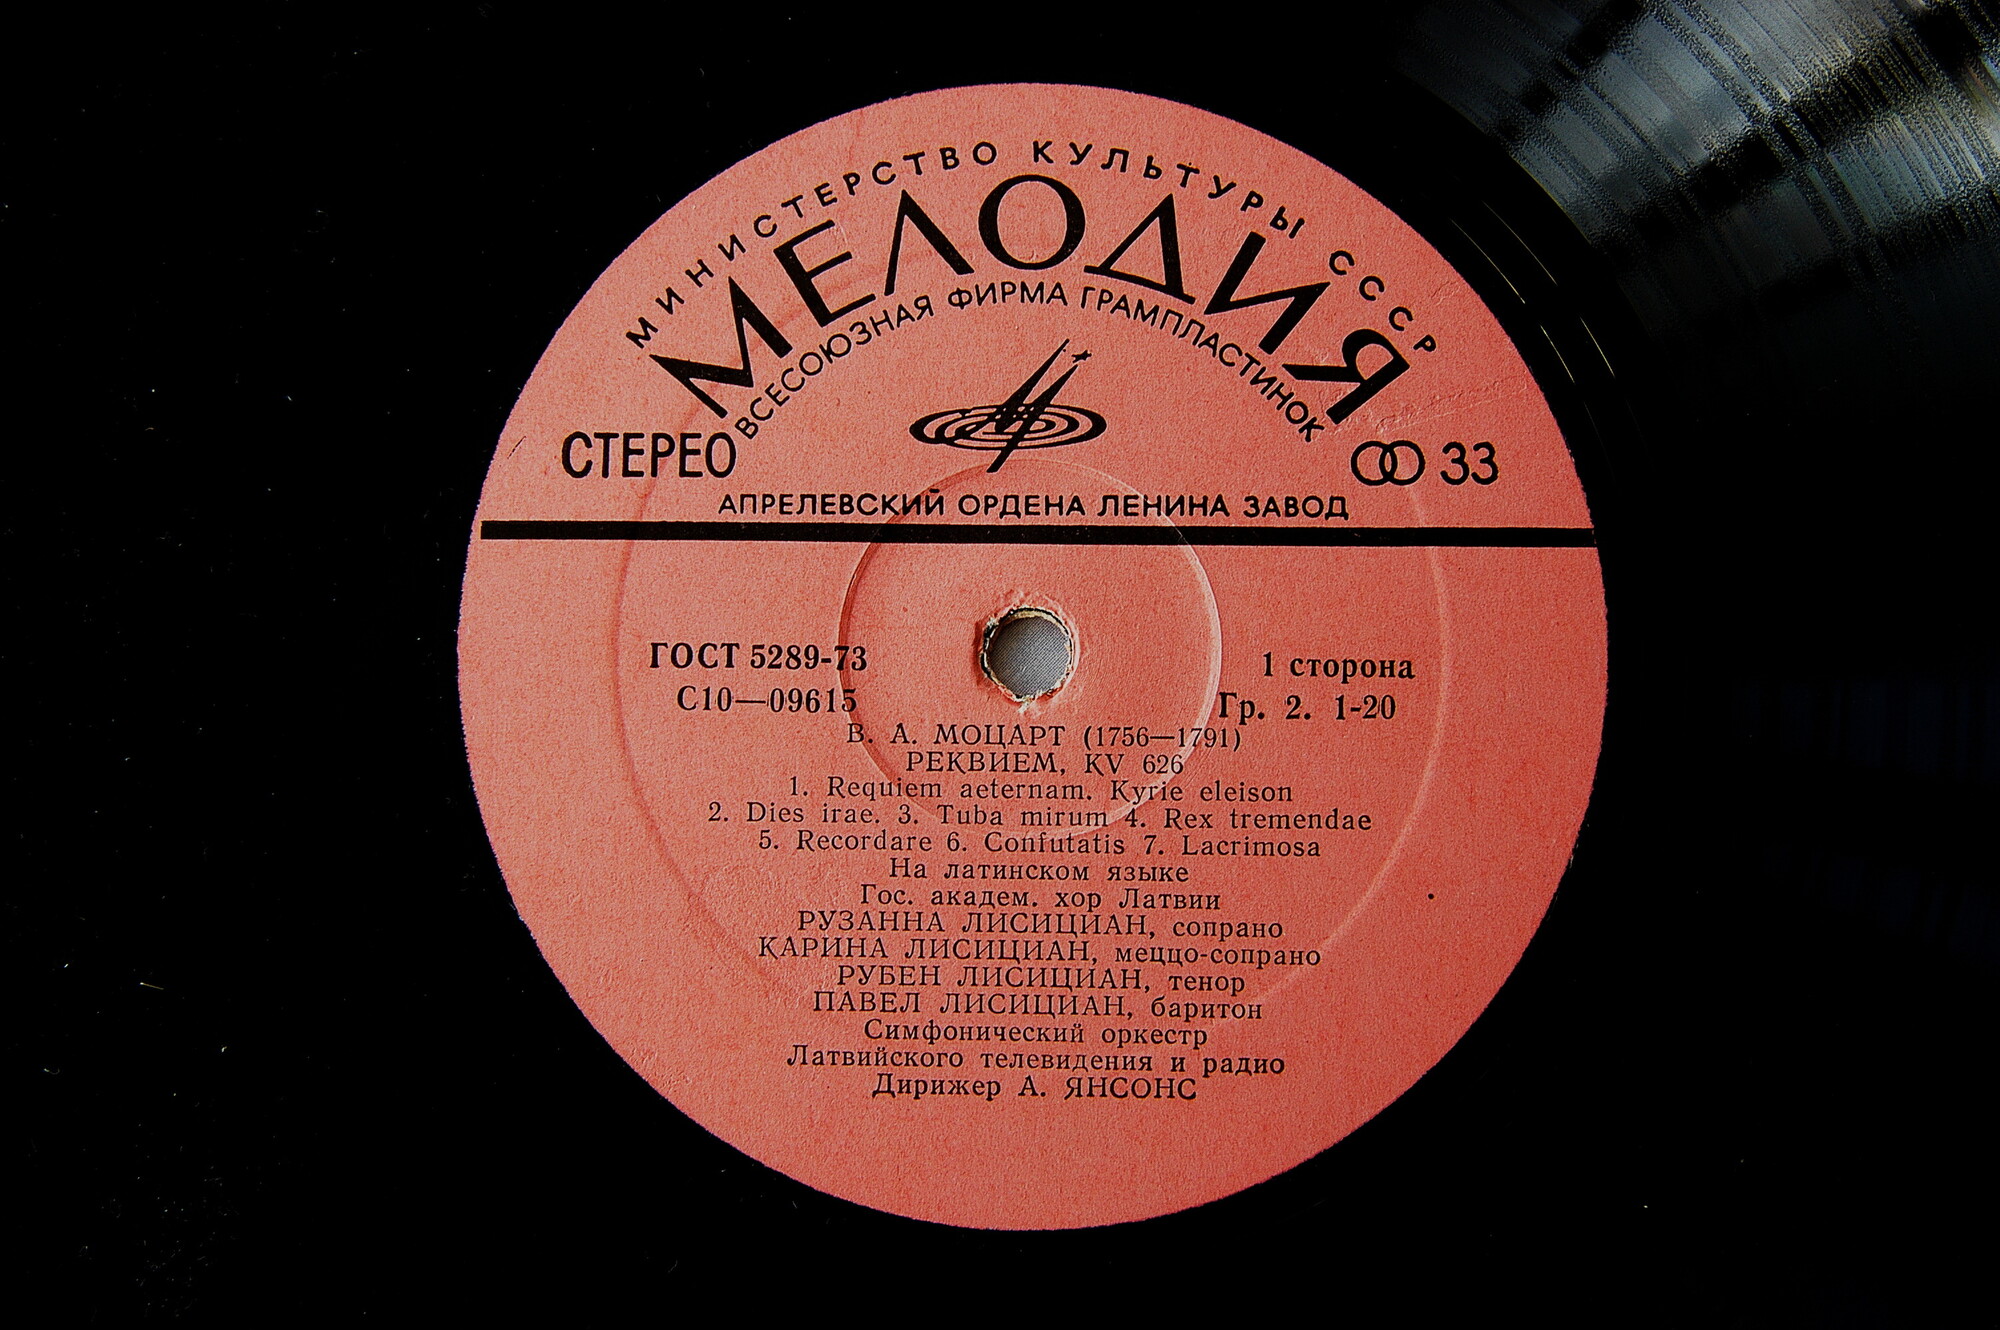 МИНИСТЕРСТВО КУЛЬТУРЫ СССР
МЕЛОДИЯ
ВСЕСОЮЗНАЯ ФИРМА ГРАМПЛАСТИНОК
СТЕРЕО
33
АПРЕЛЕВСКИЙ ОРДЕНА ЛЕНИНА ЗАВОД
ГОСТ 5289-73
1 сторона
С10—09615
Гр. 2. 1-20
В. А. МОЦАРТ (1756—1791)
РЕКВИЕМ, KV 626
1. Requiem aeternam. Kyrie eleison
2. Dies irae. 3. Tuba mirum 4. Rex tremendae
5. Recordare 6. Confutatis 7. Lacrimosa
На латинском языке
Гос. академ. хор Латвии
РУЗАННА ЛИСИЦИАН, сопрано
КАРИНА ЛИСИЦИАН, меццо-сопрано
РУБЕН ЛИСИЦИАН, тенор
ПАВЕЛ ЛИСИЦИАН, баритон
Симфонический оркестр
Латвийского телевидения и радио
Дирижер А. ЯНСОНС